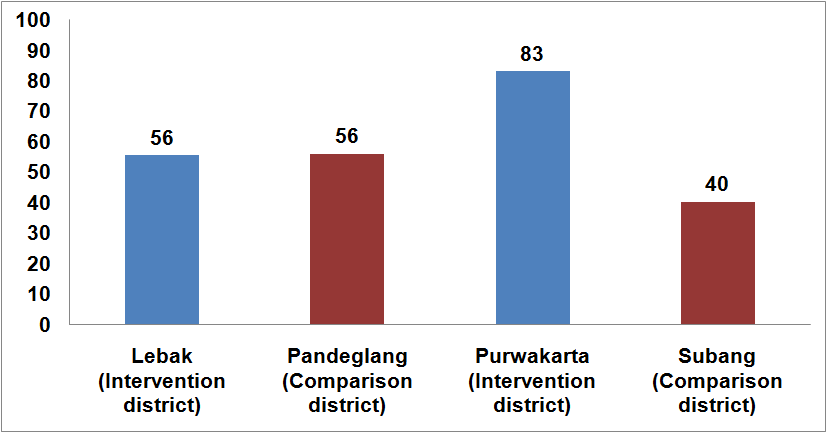 100
90
80
70
60
50
40
30
20
10
0
56
56
83
40
Lebak
(Intervention
district)
Pandeglang
(Comparison
district)
Purwakarta
(Intervention
district)
Subang
(Comparison
district)